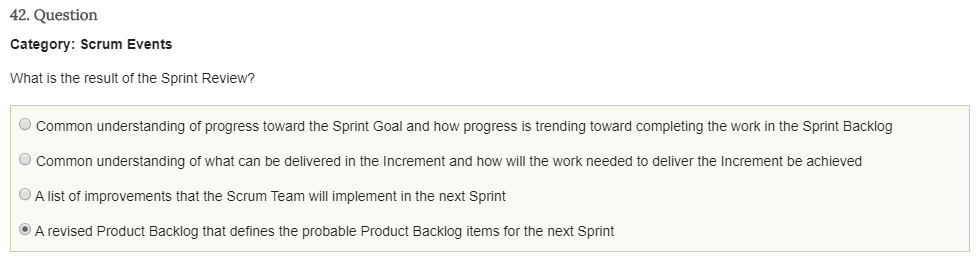 42. Question
Category: Scrum Events
What is the result of the Sprint Review?
Common understanding of progress toward the Sprint Goal and how progress is trending toward completing the work in the Sprint Backlog
Common understanding of what can be delivered in the Increment and how will the work needed to deliver the Increment be achieved
A list of improvements that the Scrum Team will implement in the next Sprint
A revised Product Backlog that defines the probable Product Backlog items for the next Sprint